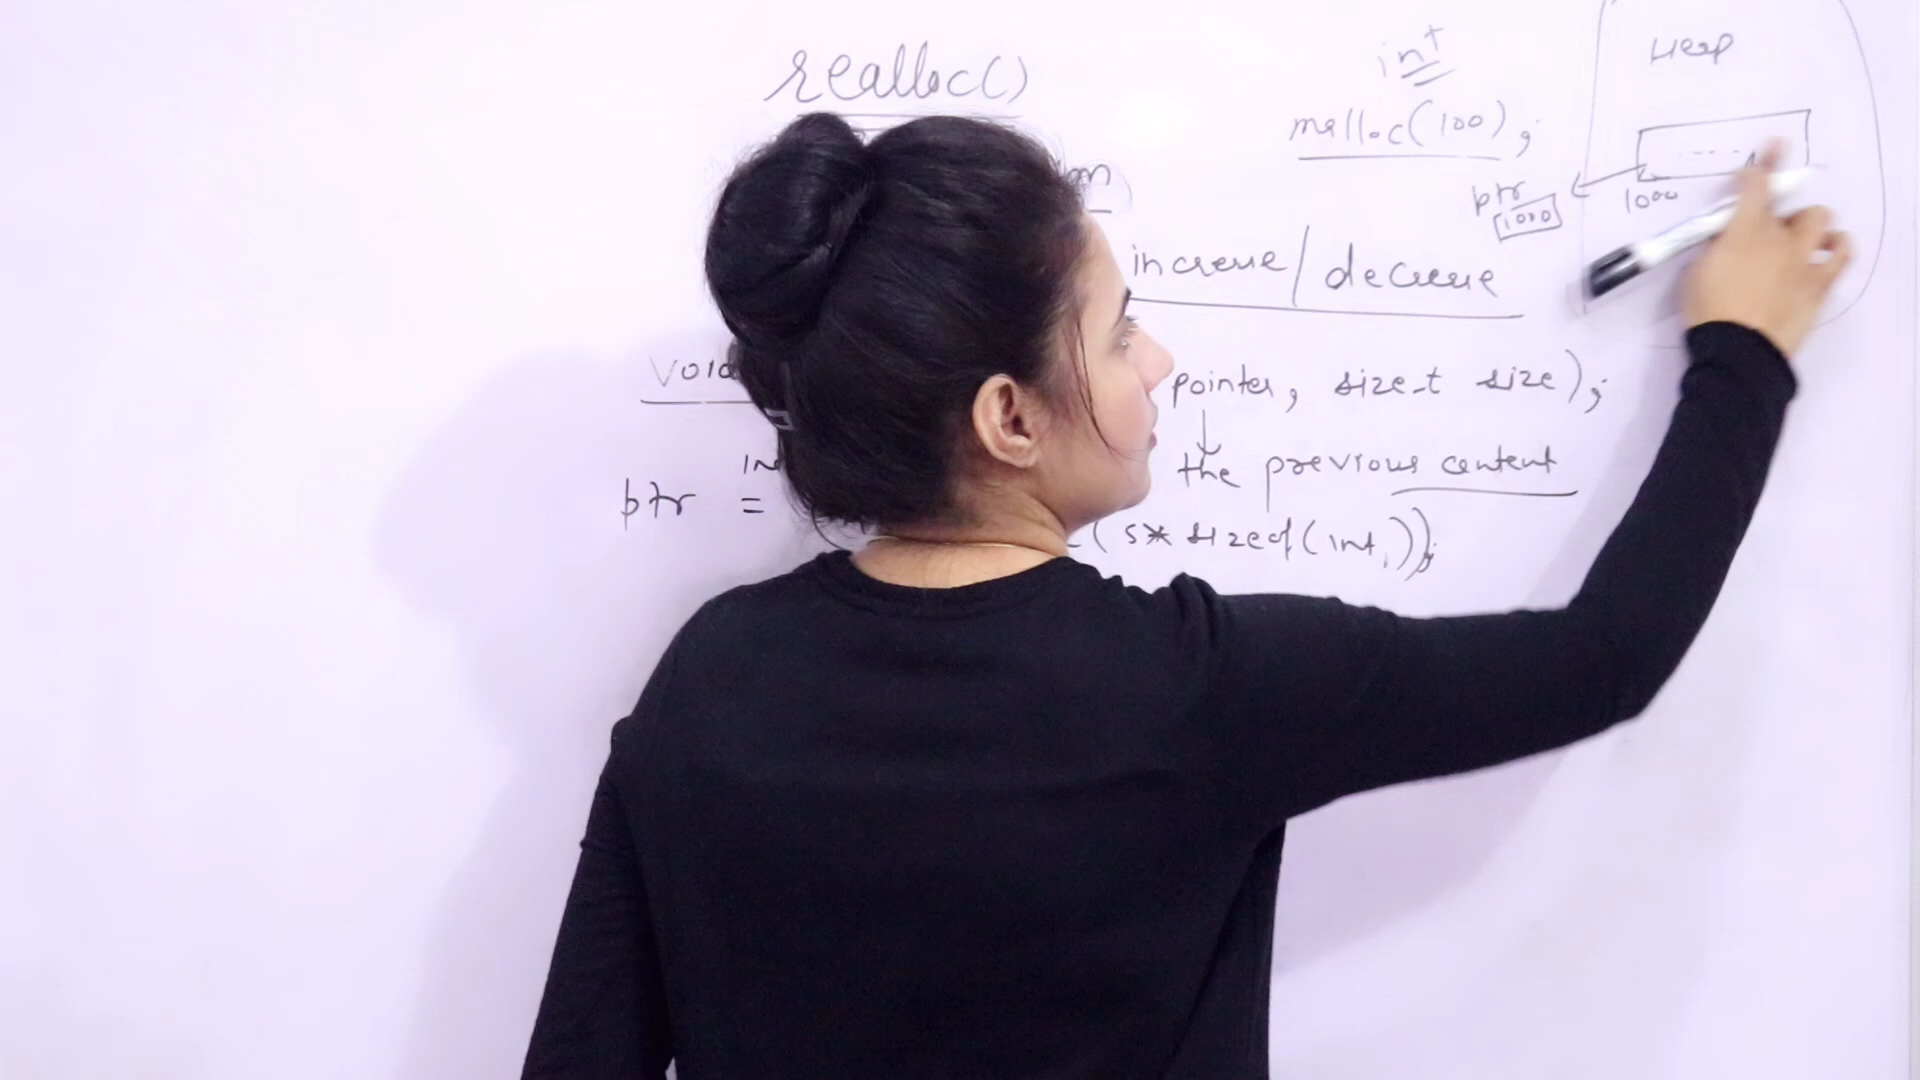 realloc()
int
malloc(100);
Heap
ptr
1000
1000
increase/decrease
void
pointer, size_t size);
the previous content
ptr =
(5* sizeof(int));